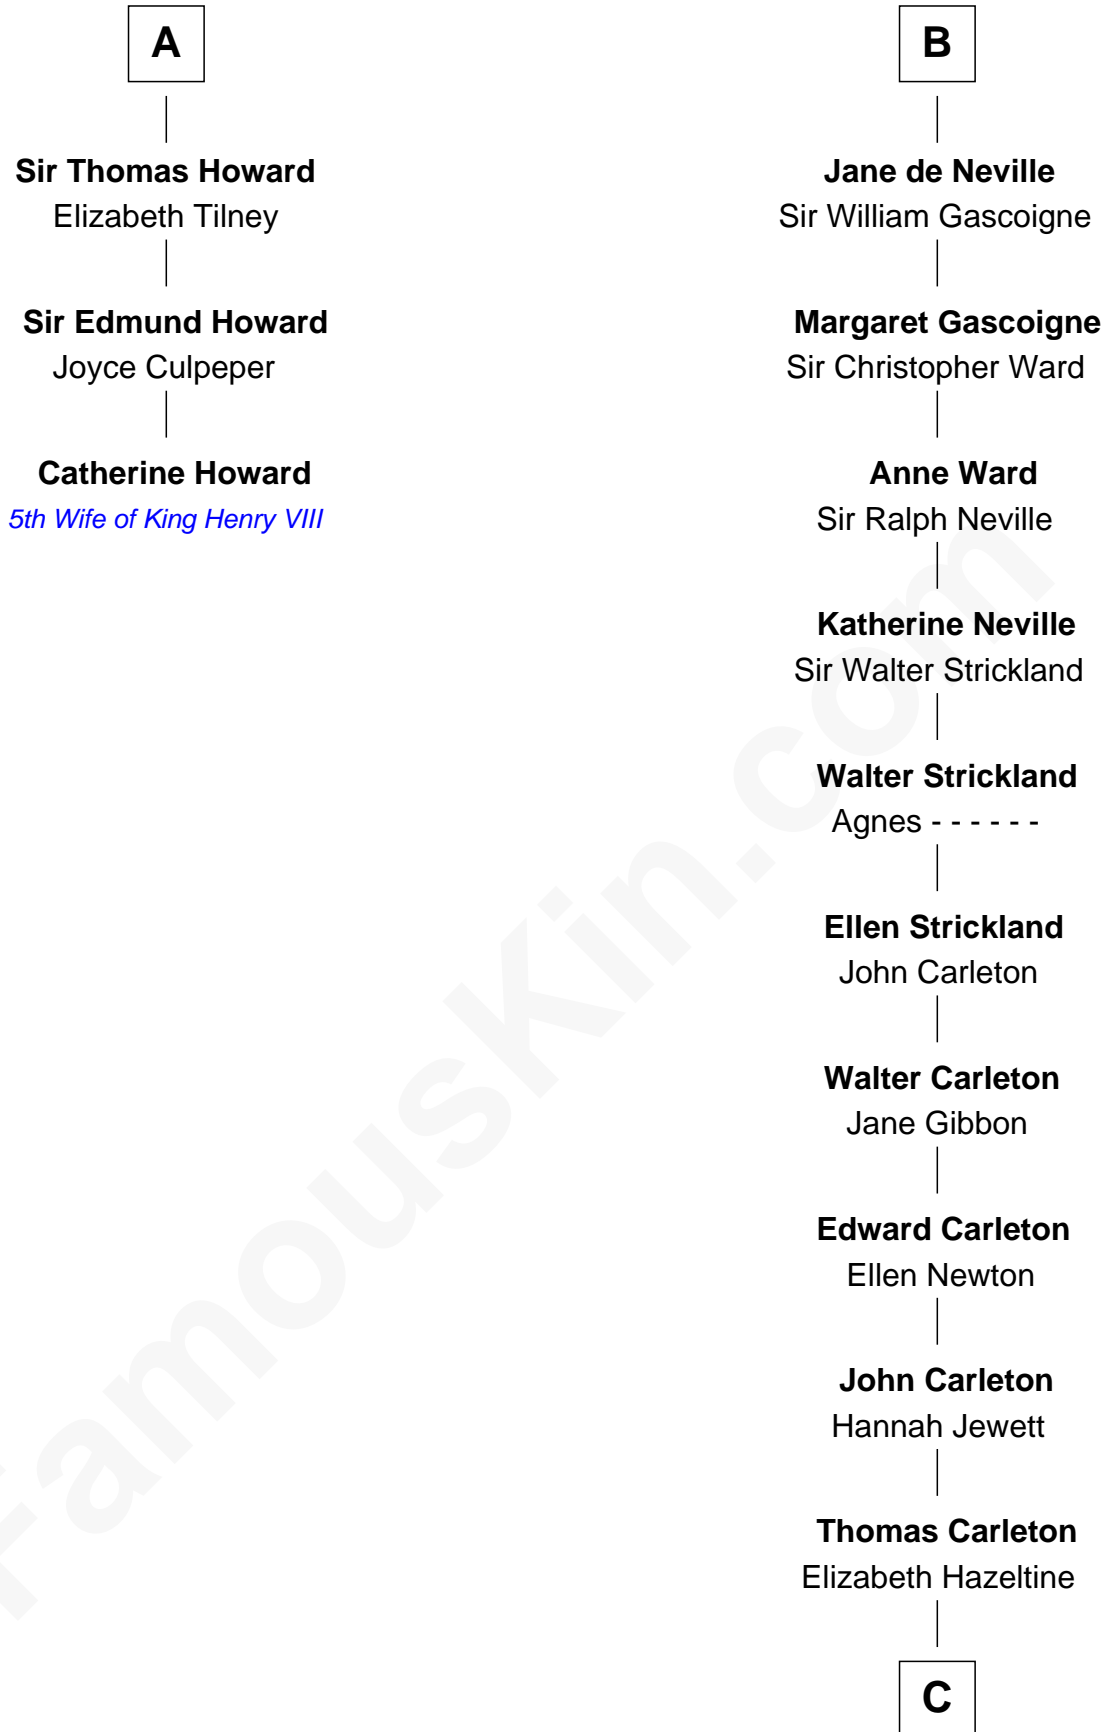 A
Sir Thomas Howard
Elizabeth Tilney
Sir Edmund Howard
Joyce Culpeper
Catherine Howard
5th Wife of King Henry VIII
B
Jane de Neville
Sir William Gascoigne
Margaret Gascoigne
Sir Christopher Ward
Anne Ward
Sir Ralph Neville
Katherine Neville
Sir Walter Strickland
Walter Strickland
Agnes - - - - - -
Ellen Strickland
John Carleton
Walter Carleton
Jane Gibbon
Edward Carleton
Ellen Newton
John Carleton
Hannah Jewett
Thomas Carleton
Elizabeth Hazeltine
C
FamousKin.com